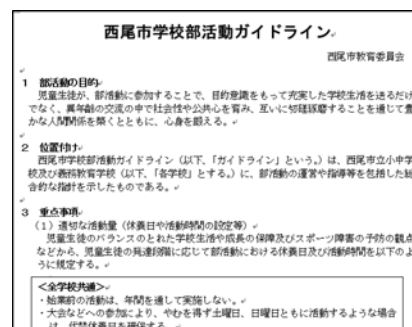 西尾市学校部活動ガイドライン
西尾市教育委員会
1 部活動の目的
児童生徒が、部活動に参加することで、目的意識をもって充実した学校生活を送るだけ
でなく、異年齢の交流の中で社会性や公共心を育み、互いに切磋琢磨することを通じて豊
かな人間関係を築くとともに、心身を鍛える。
2 位置付け
西尾市学校部活動ガイドライン（以下、「ガイドライン」という。）は、西尾市立小中学
校及び義務教育学校（以下、「各学校」とする。）に、部活動の運営や指導等を包括した総
合的な指針を示したものである。
3 重点事項
（１）適切な活動量（休養日や活動時間の設定等）
児童生徒のバランスのとれた学校生活や成長の保障及びスポーツ障害の予防の観点
などから、児童生徒の発達段階に応じて部活動における休養日及び活動時間を以下のよ
うに規定する。
＜全学校共通＞
・始業前の活動は、年間を通して実施しない。
・大会などへの参加により、やむを得ず土曜日、日曜日ともに活動するような場合
は、代替休養日を確保する。